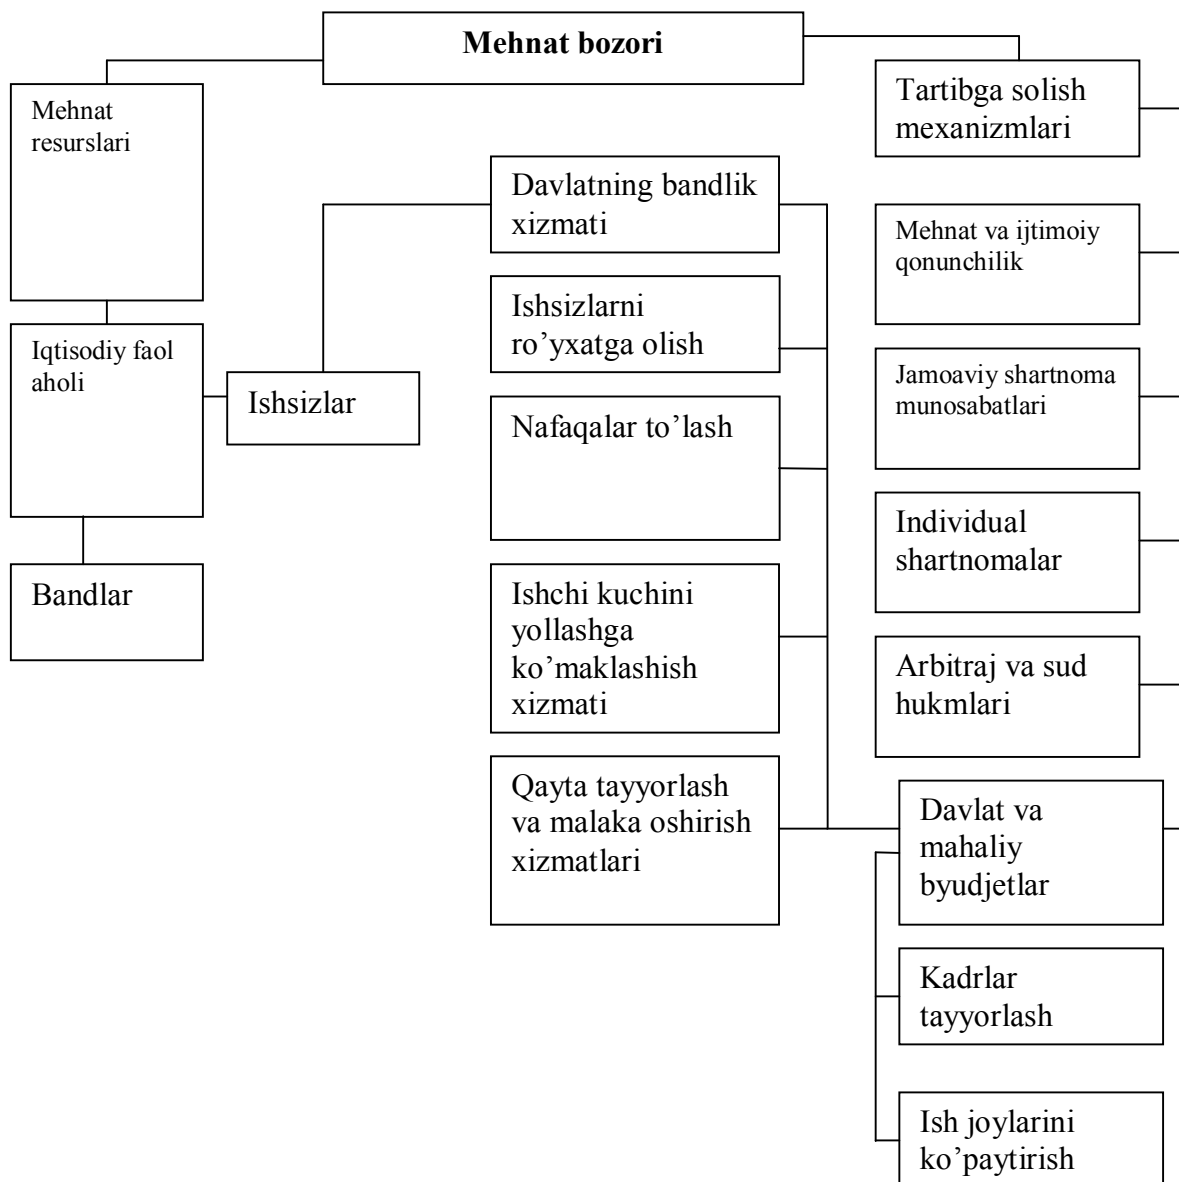 Mehnat bozori
Mehnat
resurslari
Iqtisodiy faol
aholi
Bandlar
Ishsizlar
Davlatning bandlik
xizmati
Ishsizlarni
ro’yxatga olish
Nafaqalar to’lash
Ishchi kuchini
yollashga
ko’maklashish
xizmati
Qayta tayyorlash
va malaka oshirish
xizmatlari
Tartibga solish
mexanizmlari
Mehnat va ijtimoiy
qonunchilik
Jamoaviy shartnoma
munosabatlari
Individual
shartnomalar
Arbitraj va sud
hukmlari
Davlat va
mahaliy
byudjetlar
Kadrlar
tayyorlash
Ish joylarini
ko’paytirish